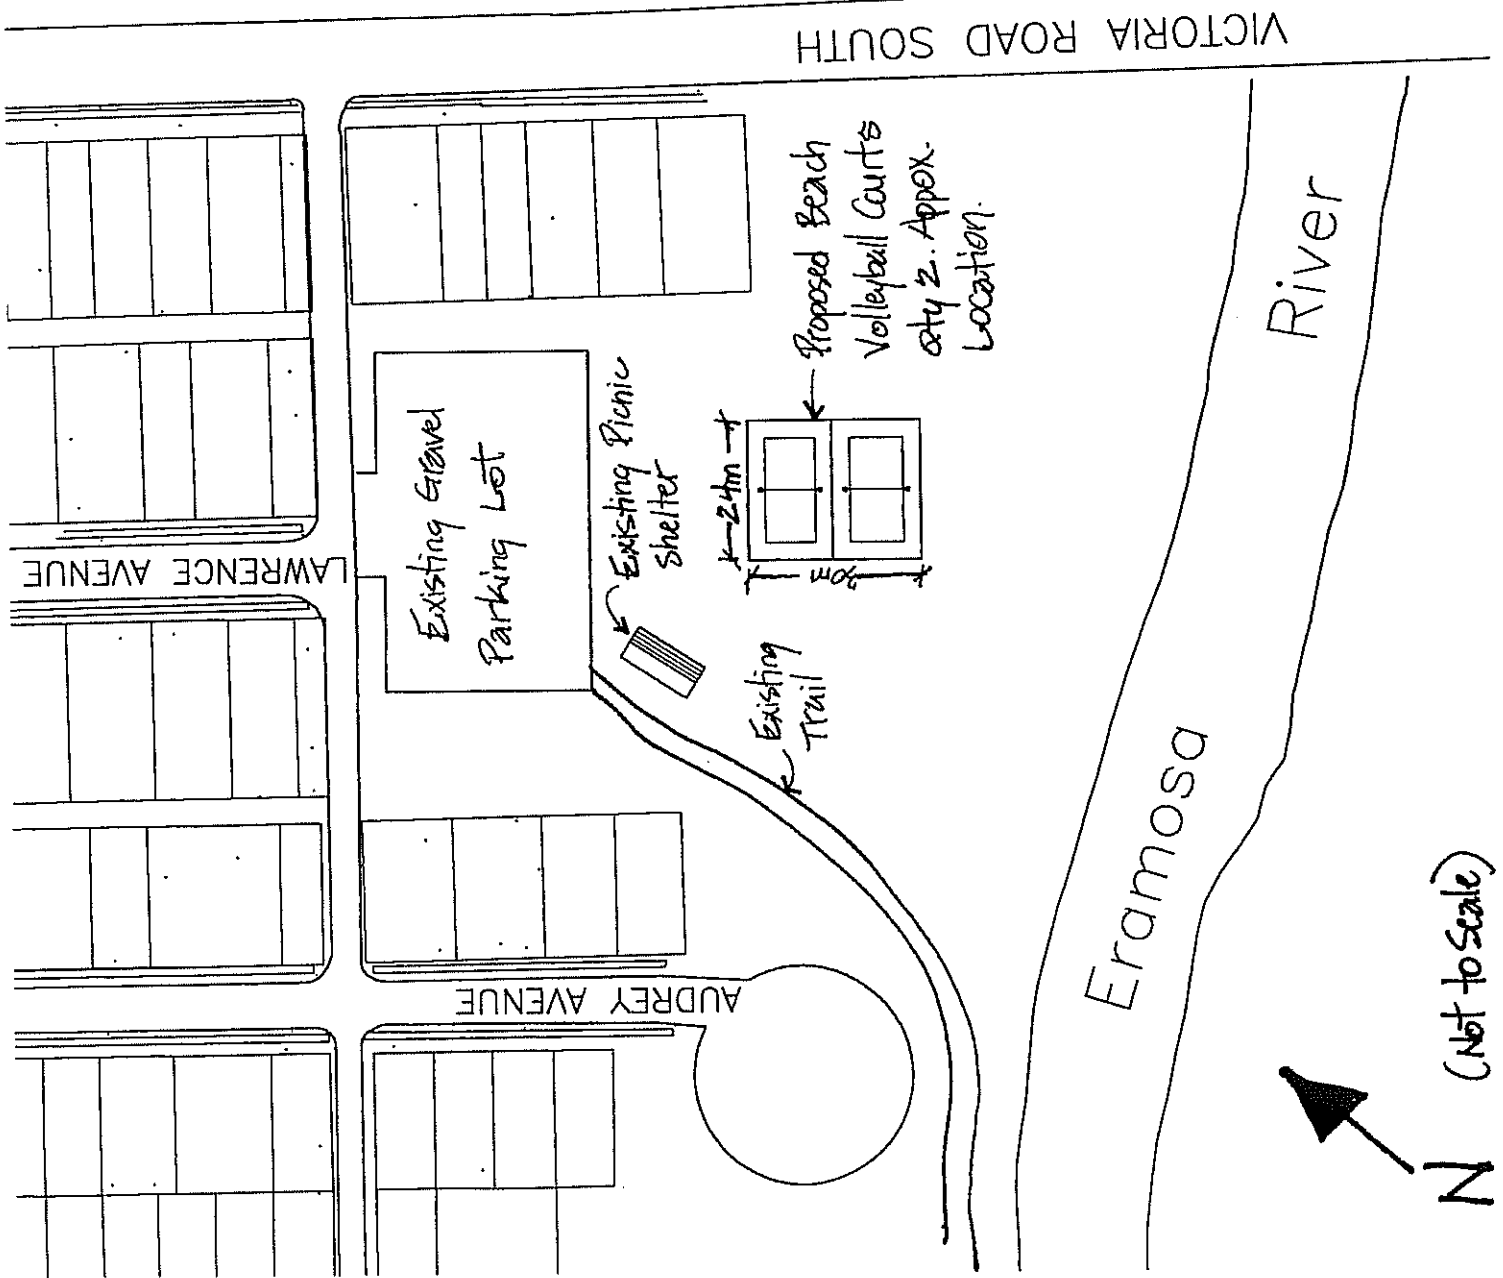 VICTORIA ROAD SOUTH
LAWRENCE AVENUE
AUDREY AVENUE
Existing Gravel
Parking Lot
Existing Picnic
Shelter
24m
30m
Proposed Beach
Volleyball Courts
Qty 2. Appox.
Location.
Existing
Trail
Eramosa
River
N
(Not to Scale)